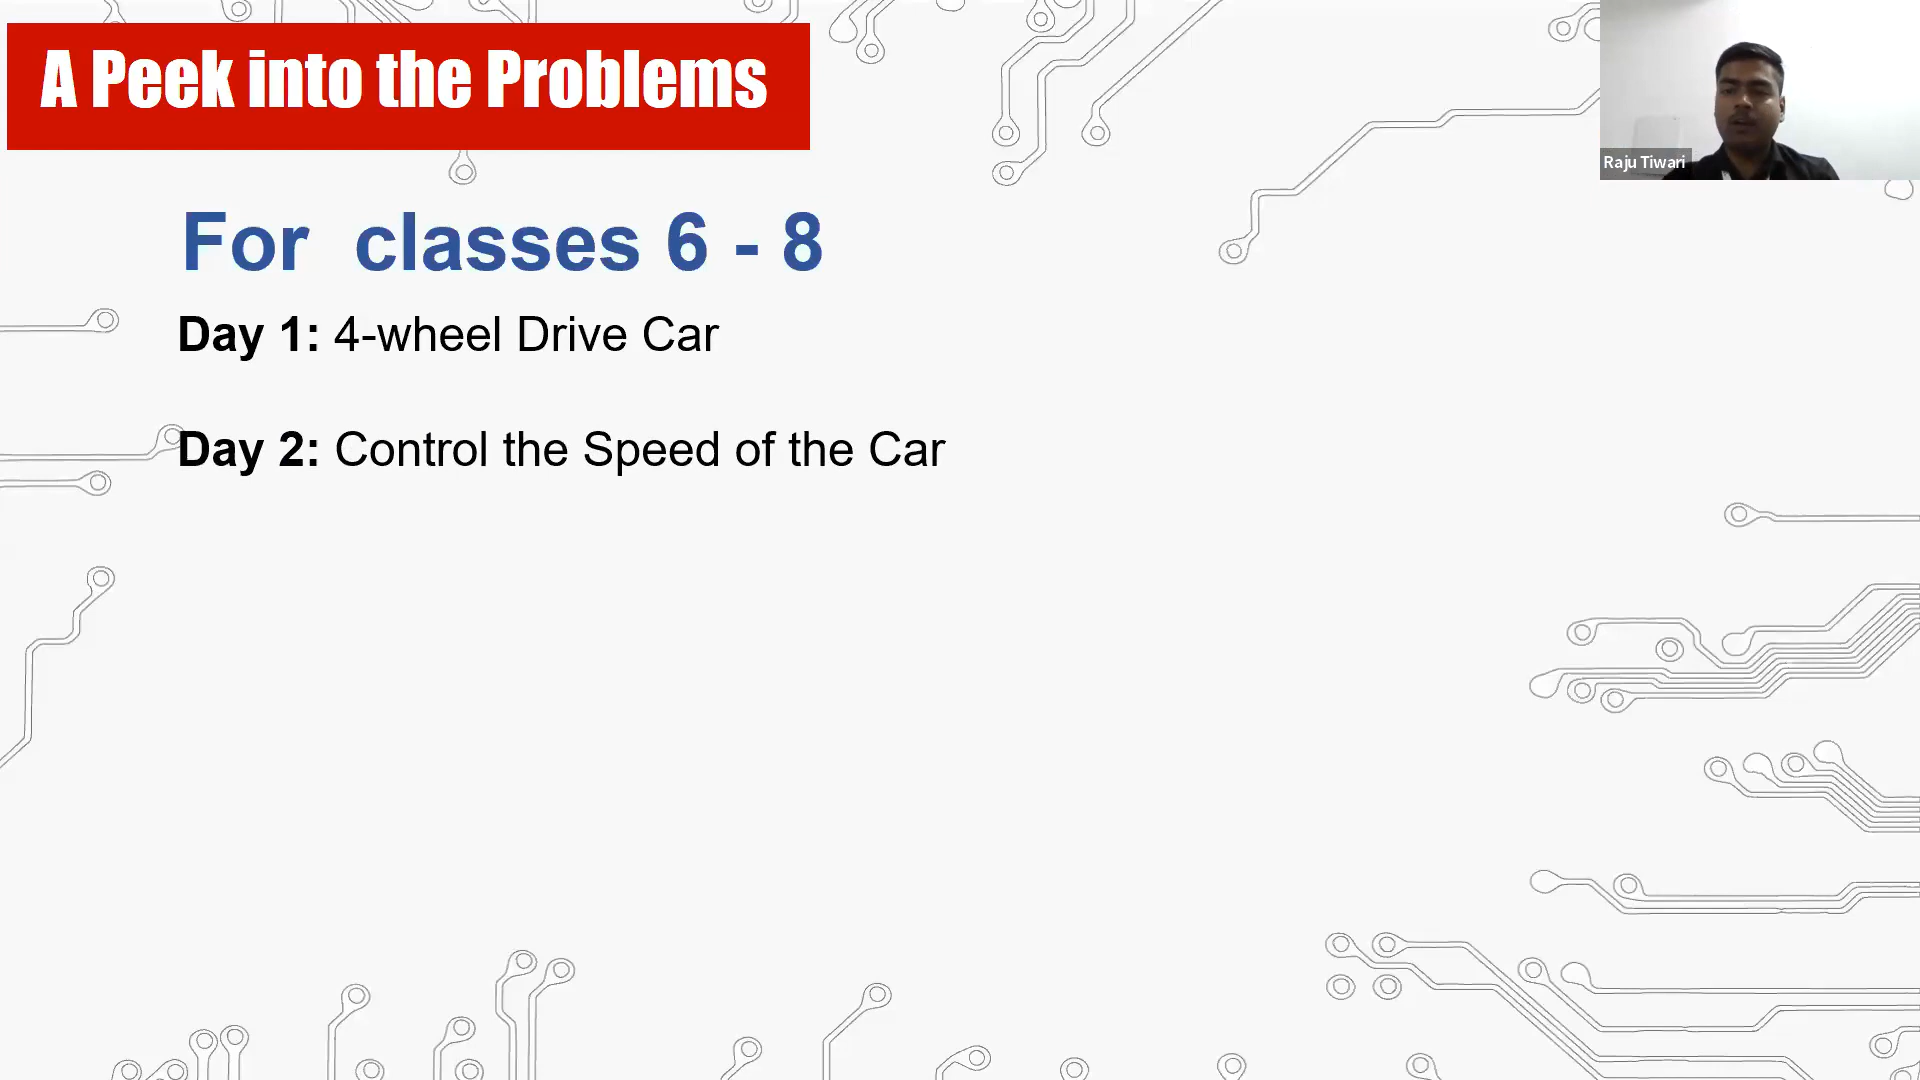 A Peek into the Problems
Raju Tiwari
For classes 6 - 8
Day 1: 4-wheel Drive Car
Day 2: Control the Speed of the Car